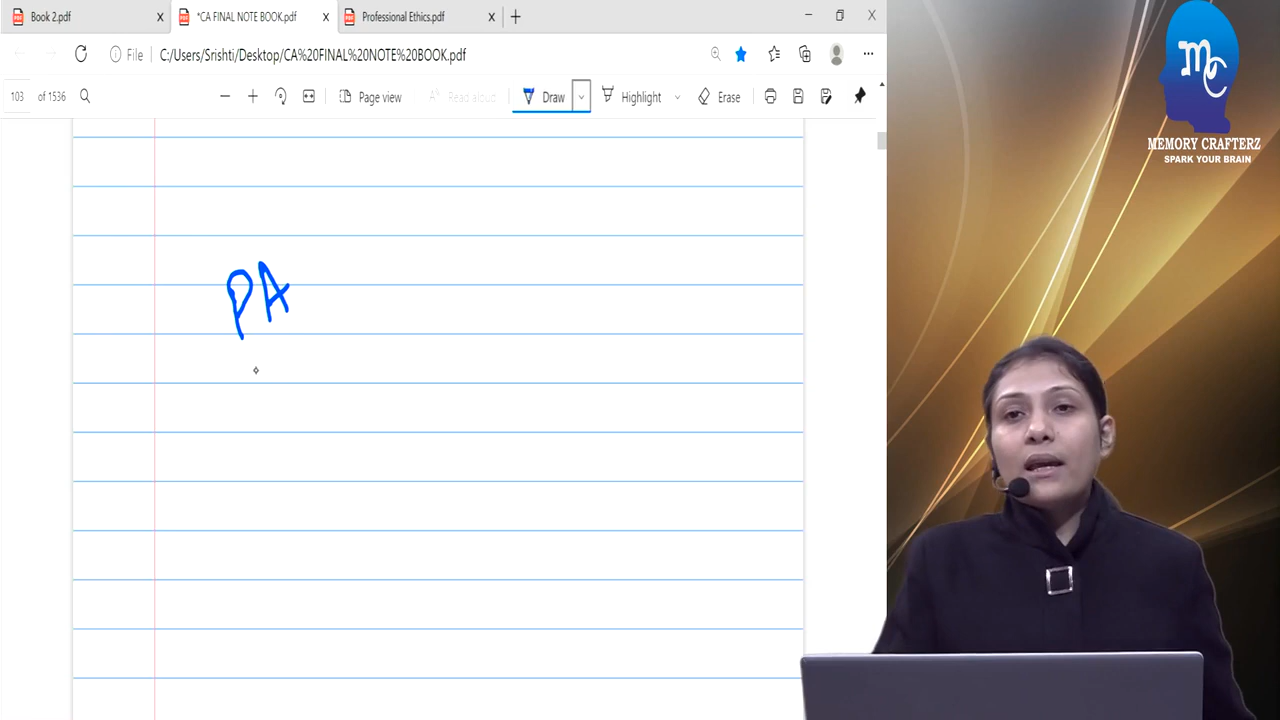 Book 2.pdf
*CA FINAL NOTE BOOK.pdf
Professional Ethics.pdf
File
C:/Users/Srishti/Desktop/CA%20FINAL%20NOTE%20BOOK.pdf
103 of 1536
Page view
Read aloud
Draw
Highlight
Erase
PA
mc
MEMORY CRAFTERZ
SPARK YOUR BRAIN